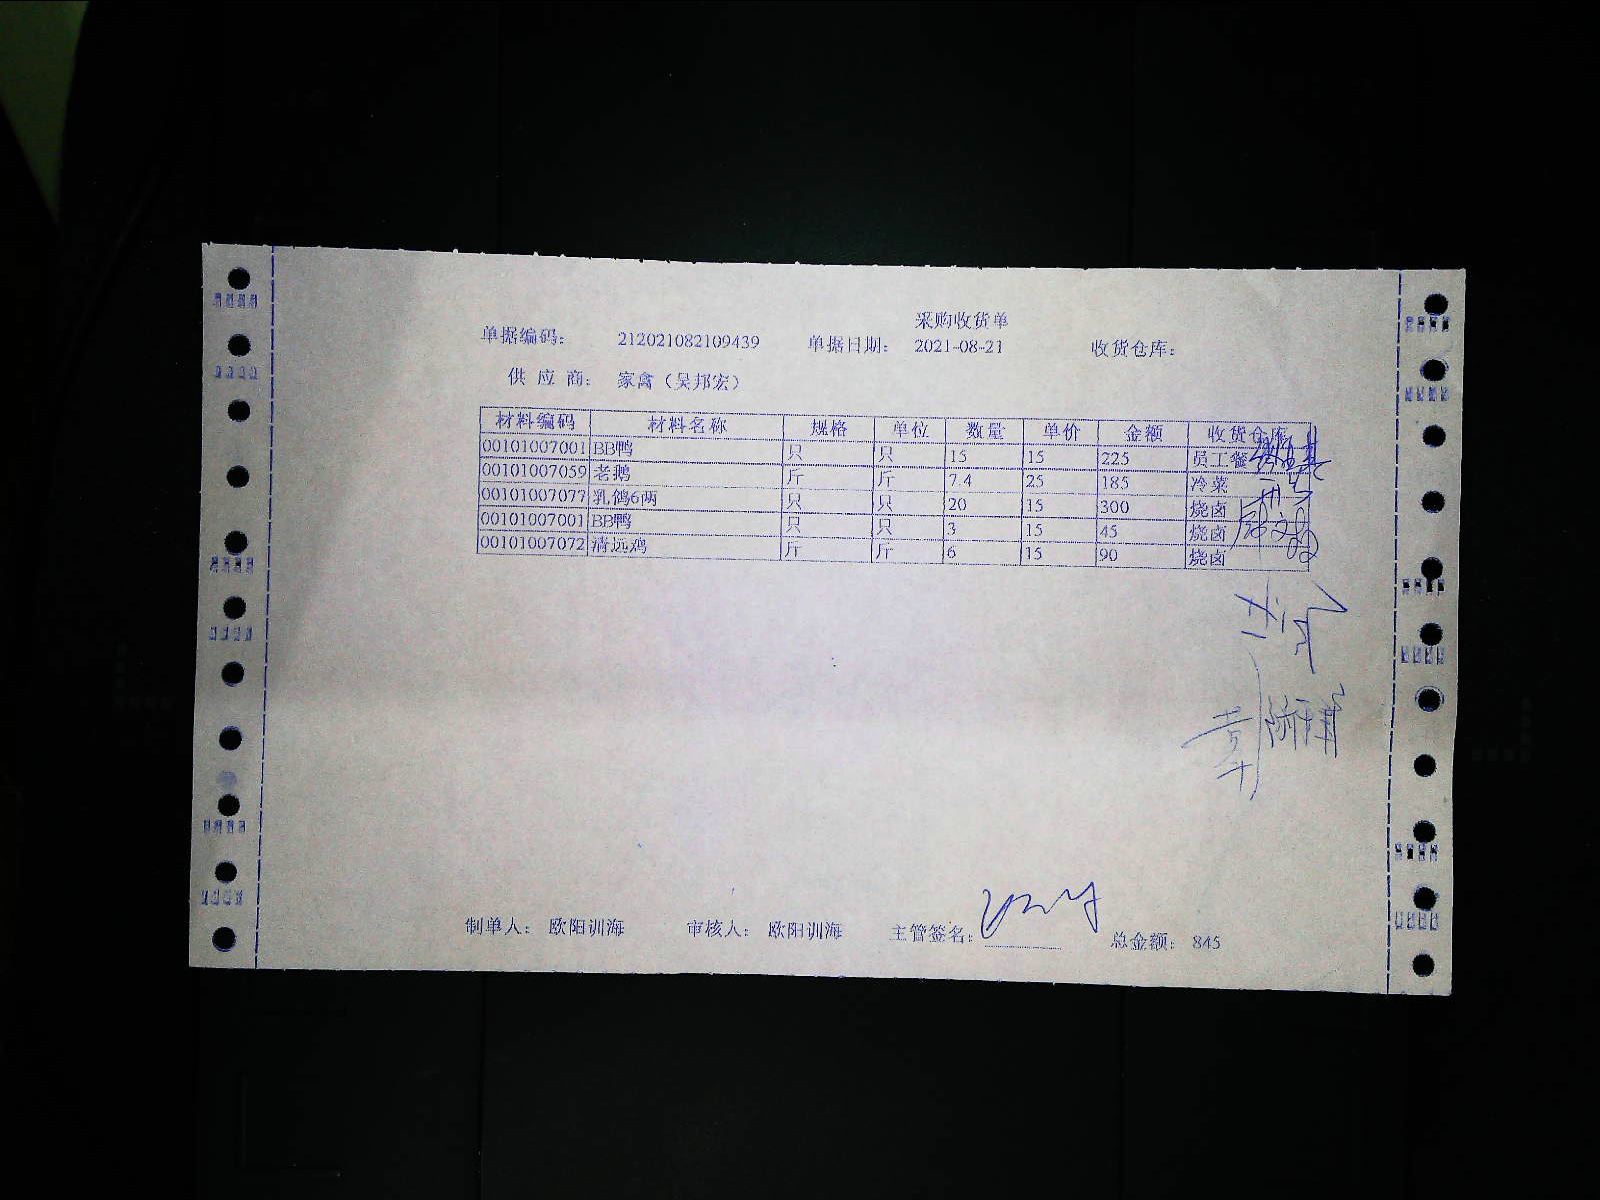 采购收货单
单据编码: 212021082109439 单据日期: 2021-08-21 收货仓库:
供 应 商: 家禽（吴邦宏）
材料编码 材料名称 规格 单位 数量 单价 金额 收货仓库
00101007001 BB鸭 只 只 15 15 225 员工餐
00101007059 老鹅 斤 斤 7.4 25 185 冷菜
00101007077 乳鸽6两 只 只 20 15 300 烧卤
00101007001 BB鸭 只 只 3 15 45 烧卤
00101007072 清远鸡 斤 斤 6 15 90 烧卤
制单人: 欧阳训海 审核人: 欧阳训海 主管签名: 总金额: 845